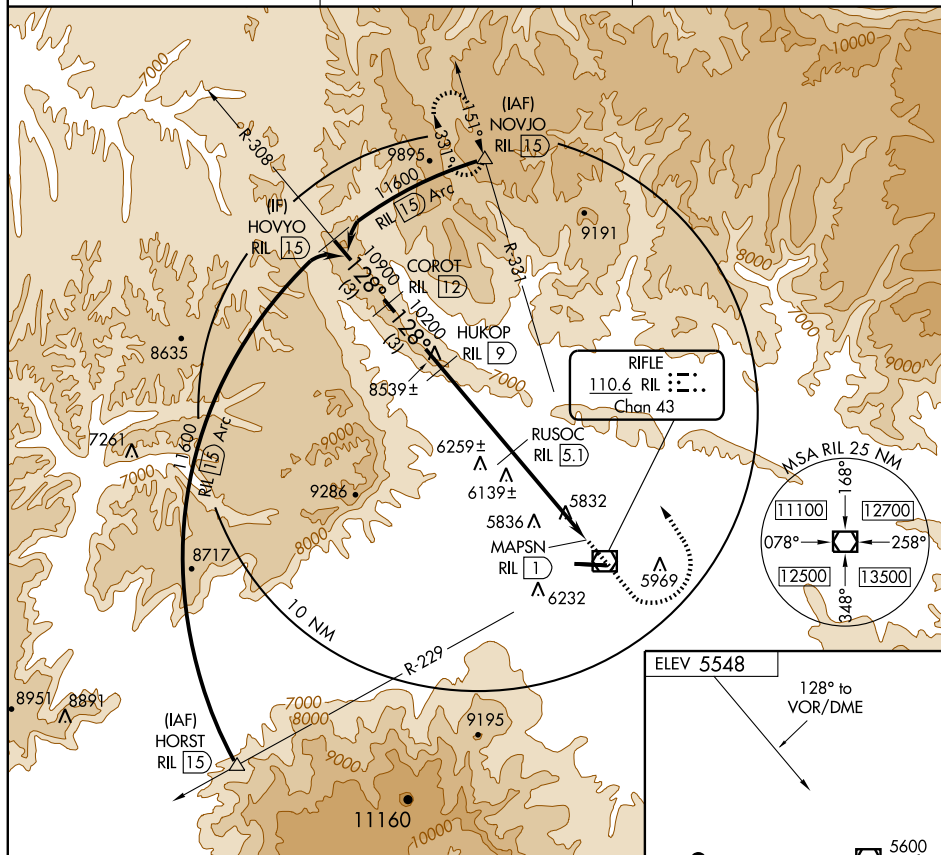 7000
10000
R-308
151°
331°
(IAF)
NOVJO
RIL 15
9895
11600
RIL 15 Arc
9191
R-331
8000
7000
(IF)
HOVYO
RIL 15
10900
128°
(3)
COROT
RIL 12
10200
128°
(3)
HUKOP
RIL 9
8539±
7000
8635
RIFLE
110.6 RIL
Chan 43
7261
7000
11600
RIL 15 Arc
9000
9286
8000
RUSOC
RIL 5.1
6259±
6139±
5832
5836
MAPSN
RIL 1
5969
6232
8717
MSA RIL 25 NM
168°
11100
12700
078°
258°
12500
13500
348°
10 NM
R-229
ELEV 5548
128° to
VOR/DME
8951
8891
(IAF)
HORST
RIL 15
7000
8000
9000
9195
11160
10000
5600